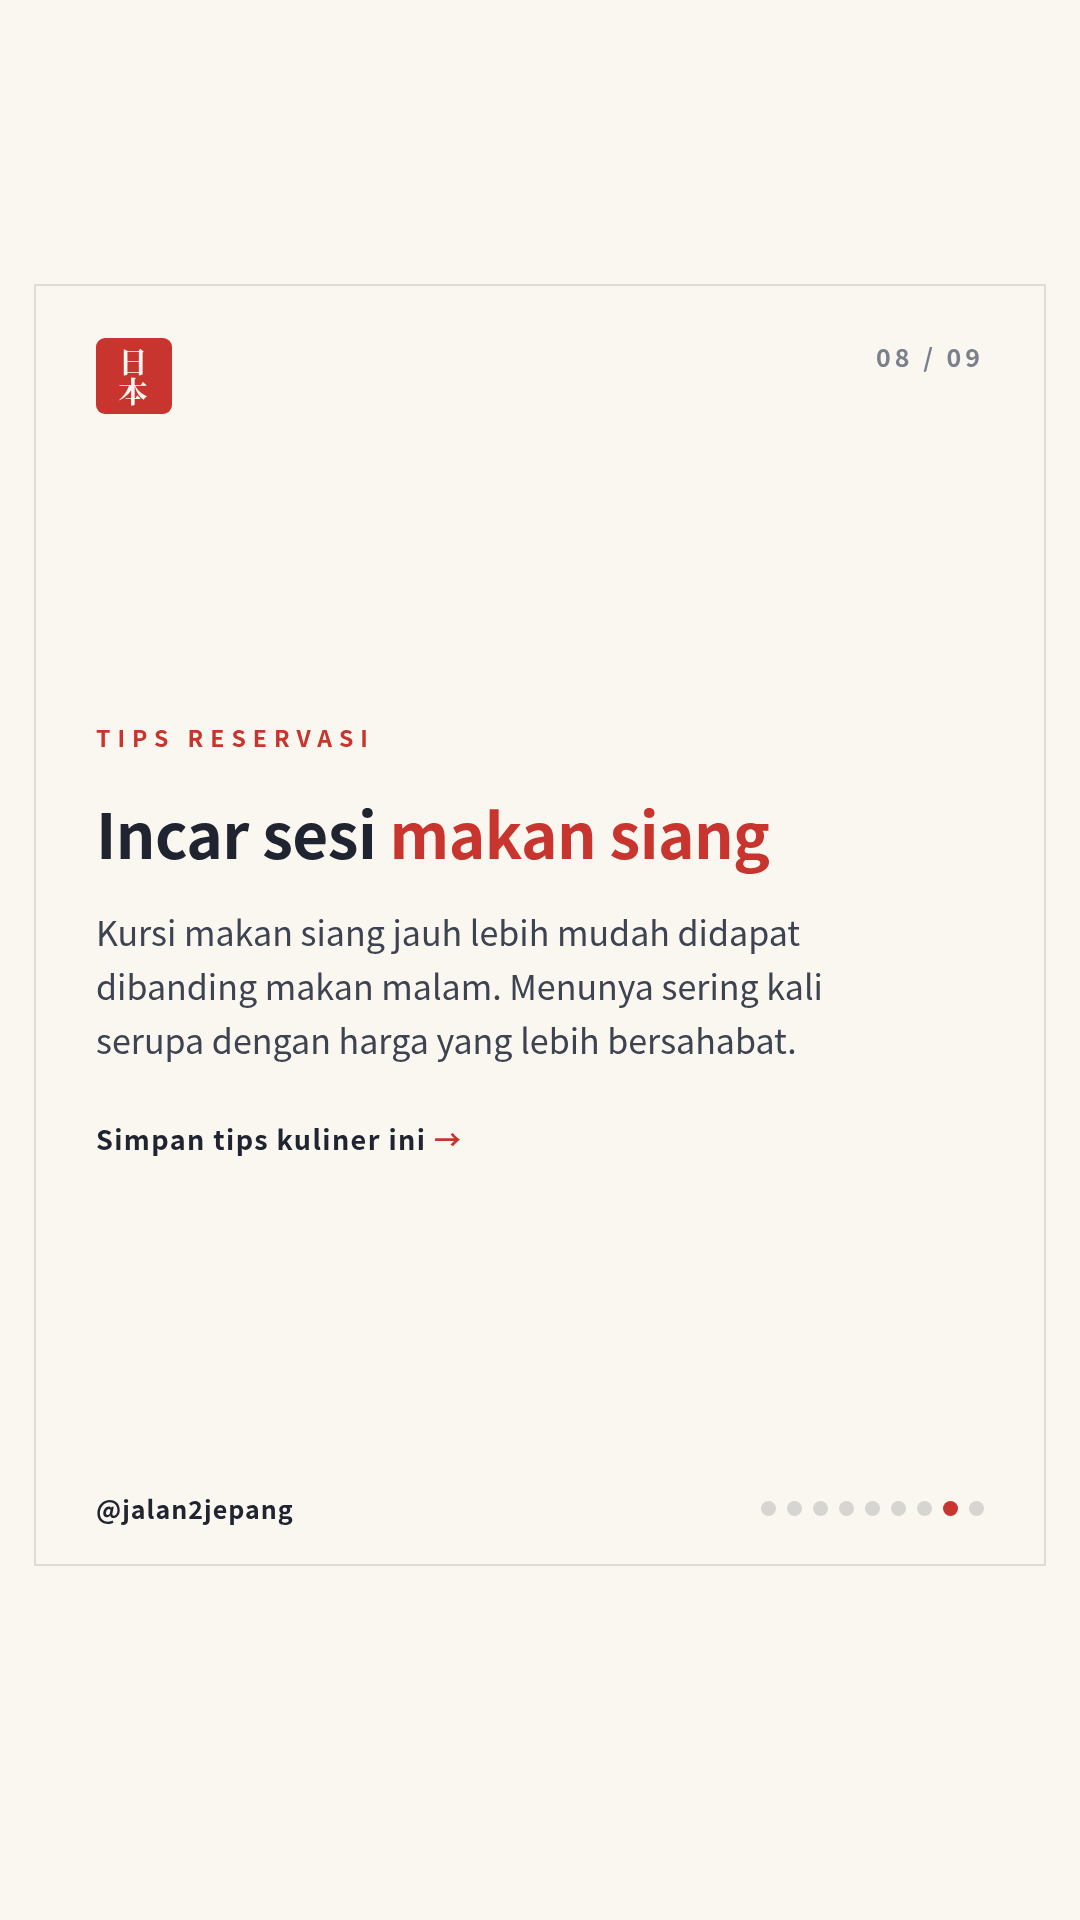 日
本
08 / 09
TIPS RESERVASI
Incar sesi makan siang
Kursi makan siang jauh lebih mudah didapat
dibanding makan malam. Menunya sering kali
serupa dengan harga yang lebih bersahabat.
Simpan tips kuliner ini →
@jalan2jepang